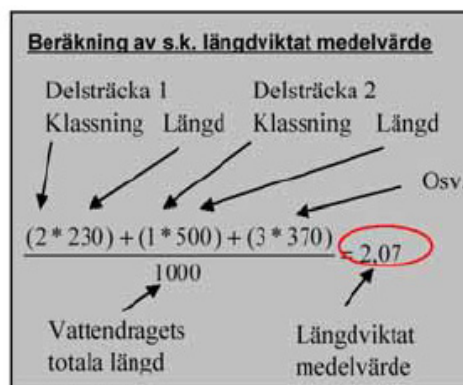 Beräkning av s.k. längdviktat medelvärde
Delsträcka 1 Delsträcka 2
Klassning Längd Klassning Längd
Osv
(2 * 230) + (1 * 500) + (3 * 370)
= 2,07
1000
Vattendragets Längdviktat
totala längd medelvärde